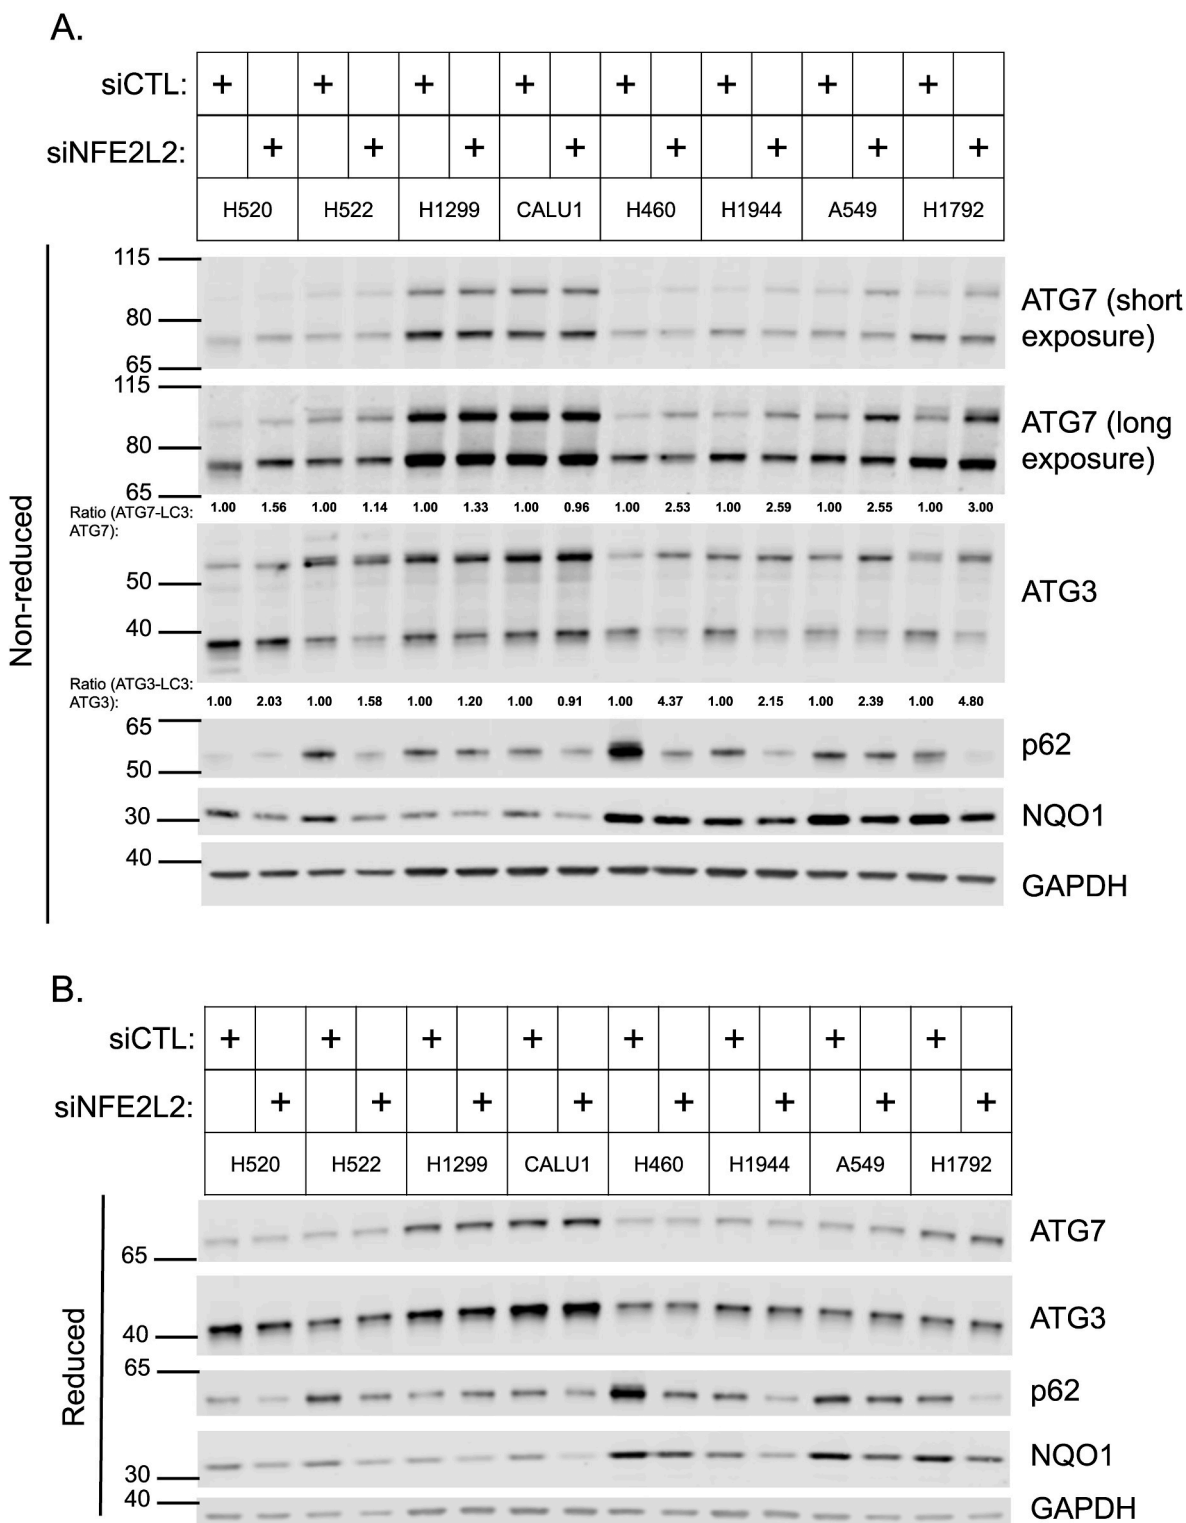 A.
siCTL: + + + + + + + +
siNFE2L2: + + + + + + + +
H520 H522 H1299 CALU1 H460 H1944 A549 H1792
Non-reduced
115
80
65
ATG7 (short
exposure)
115
80
65
ATG7 (long
exposure)
Ratio (ATG7-LC3:
ATG7):
1.00 1.56 1.00 1.14 1.00 1.33 1.00 0.96 1.00 2.53 1.00 2.59 1.00 2.55 1.00 3.00
50
40
ATG3
Ratio (ATG3-LC3:
ATG3):
1.00 2.03 1.00 1.58 1.00 1.20 1.00 0.91 1.00 4.37 1.00 2.15 1.00 2.39 1.00 4.80
65
50
p62
30
NQO1
40
GAPDH
B.
siCTL: + + + + + + + +
siNFE2L2: + + + + + + + +
H520 H522 H1299 CALU1 H460 H1944 A549 H1792
Reduced
65
ATG7
40
ATG3
65
p62
30
NQO1
40
GAPDH